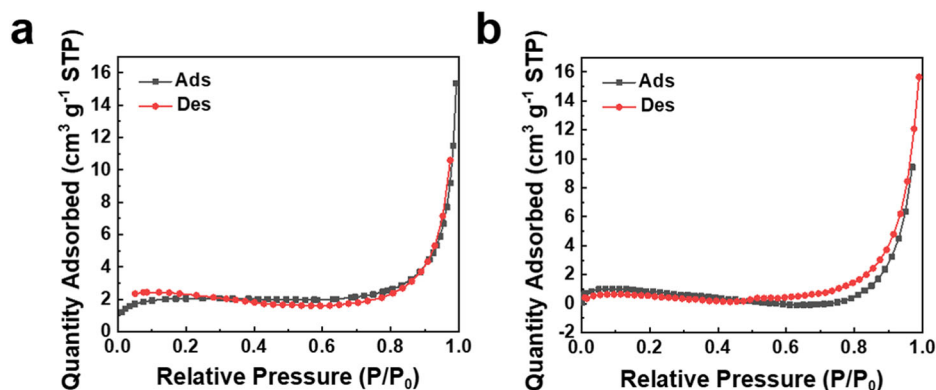 a
Quantity Adsorbed (cm³ g⁻¹ STP)
16
14
12
10
8
6
4
2
0
Ads
Des
0.0 0.2 0.4 0.6 0.8 1.0
Relative Pressure (P/P₀)
b
Quantity Adsorbed (cm³ g⁻¹ STP)
16
14
12
10
8
6
4
2
0
-2
Ads
Des
0.0 0.2 0.4 0.6 0.8 1.0
Relative Pressure (P/P₀)